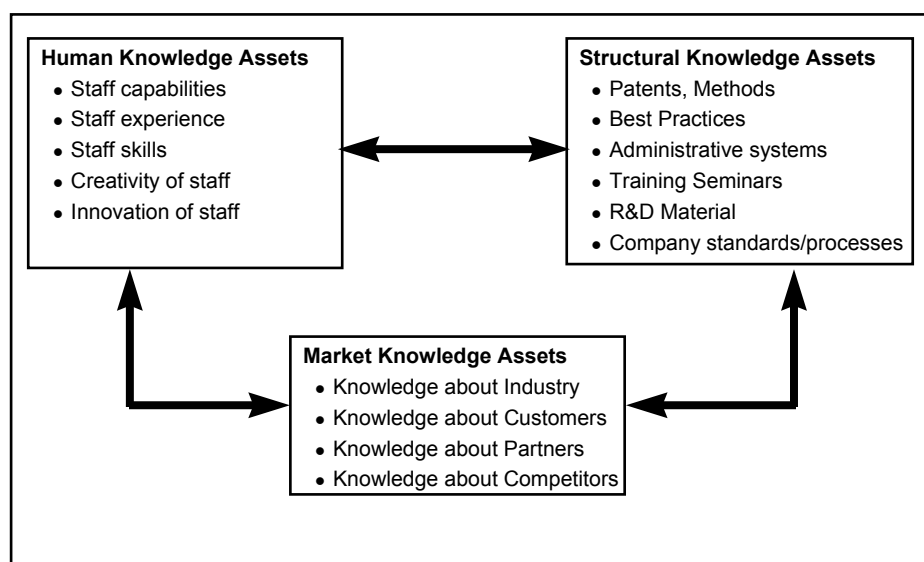 Human Knowledge Assets
• Staff capabilities
• Staff experience
• Staff skills
• Creativity of staff
• Innovation of staff
Structural Knowledge Assets
• Patents, Methods
• Best Practices
• Administrative systems
• Training Seminars
• R&D Material
• Company standards/processes
Market Knowledge Assets
• Knowledge about Industry
• Knowledge about Customers
• Knowledge about Partners
• Knowledge about Competitors